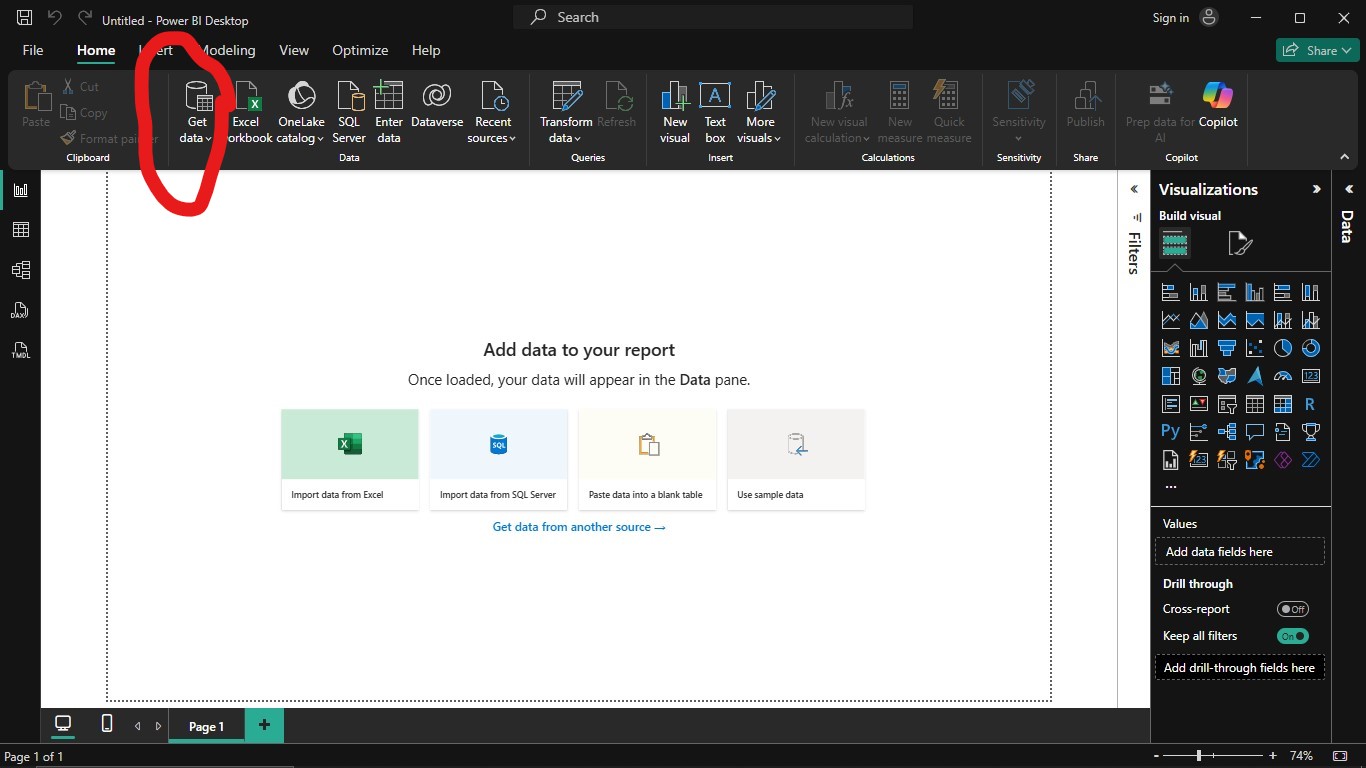 Untitled - Power BI Desktop
Search
Sign in
File
Home
Insert
Modeling
View
Optimize
Help
Share
Paste
Cut
Copy
Format painter
Clipboard
Get
data
Excel
workbook
OneLake
catalog
SQL
Server
Enter
data
Dataverse
Recent
sources
Data
Transform
data
Refresh
Queries
New
visual
Text
box
More
visuals
Insert
New visual
calculation
New
measure
Quick
measure
Calculations
Sensitivity
Sensitivity
Publish
Share
Prep data for
AI
Copilot
Copilot
DAX
TMDL
Add data to your report
Once loaded, your data will appear in the Data pane.
Import data from Excel
SQL
Import data from SQL Server
Paste data into a blank table
Use sample data
Get data from another source →
Filters
Visualizations
Build visual
123
R
Py
123
...
Values
Add data fields here
Drill through
Cross-report
Off
Keep all filters
On
Add drill-through fields here
Data
Page 1
+
Page 1 of 1
- + 74%